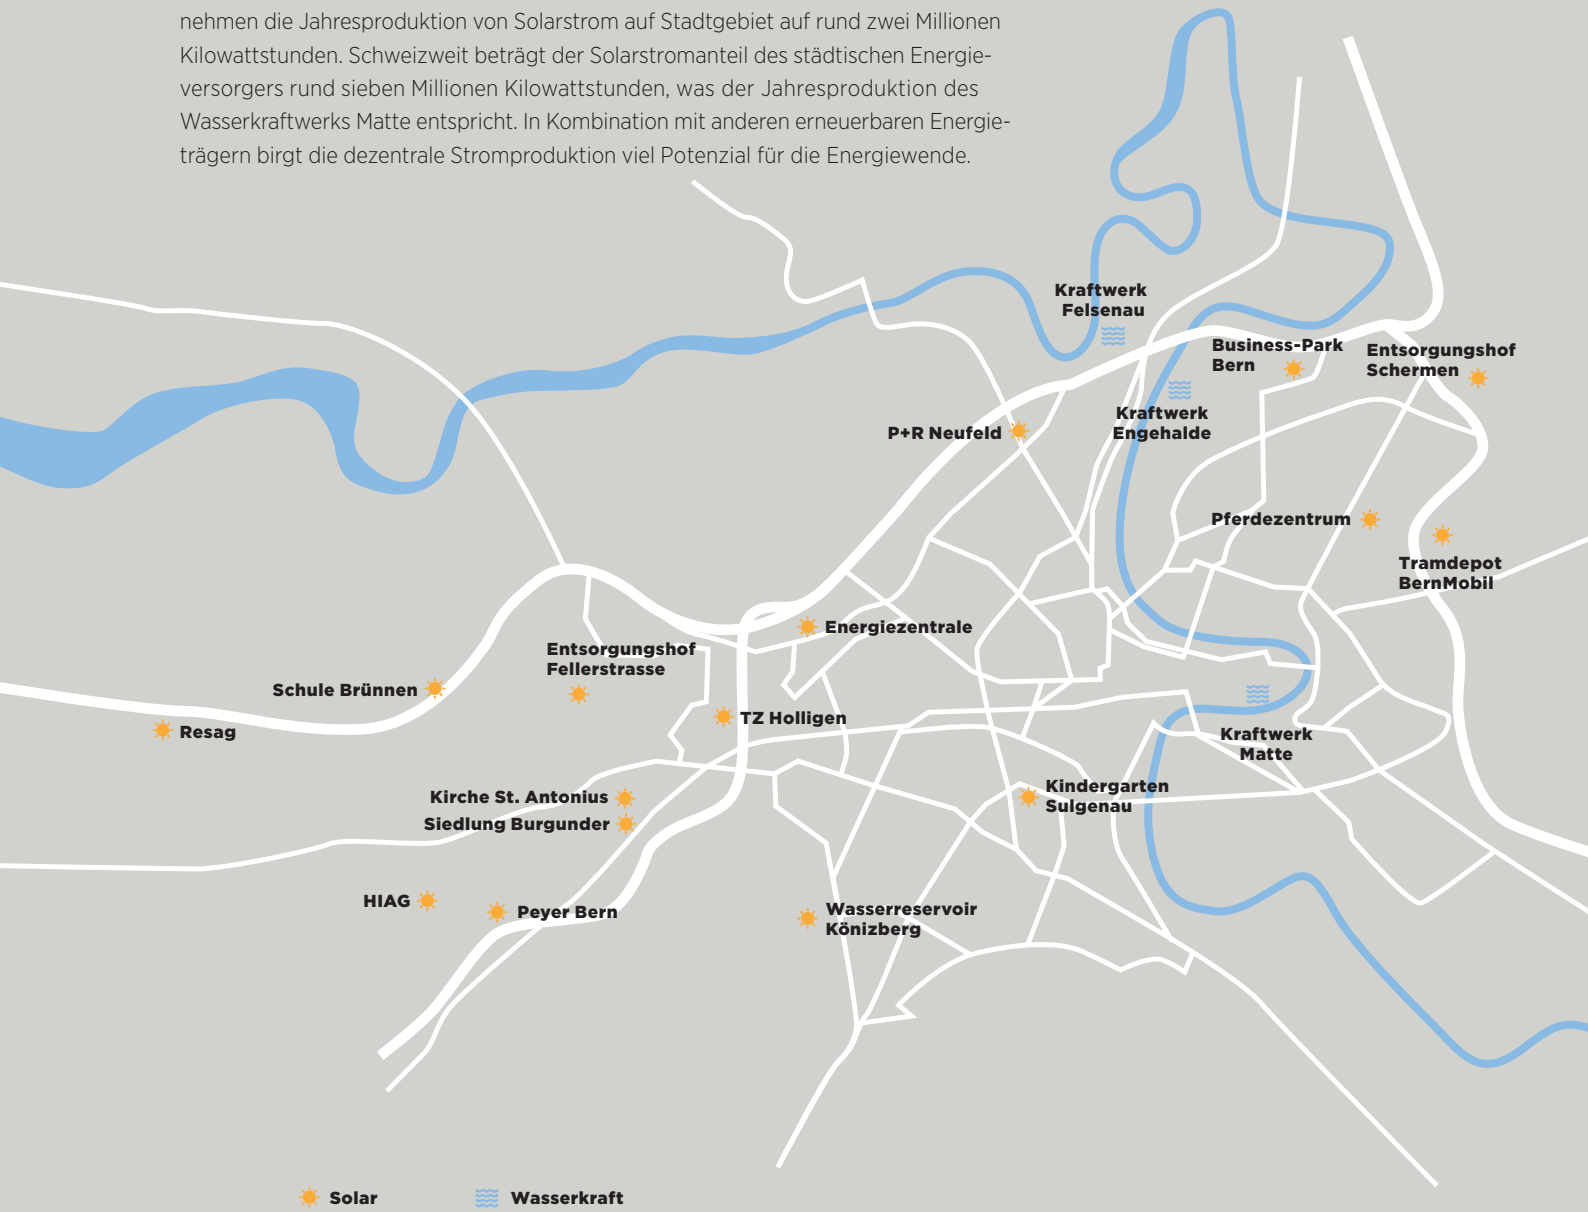 nehmen die Jahresproduktion von Solarstrom auf Stadtgebiet auf rund zwei Millionen
Kilowattstunden. Schweizweit beträgt der Solarstromanteil des städtischen Energie-
versorgers rund sieben Millionen Kilowattstunden, was der Jahresproduktion des
Wasserkraftwerks Matte entspricht. In Kombination mit anderen erneuerbaren Energie-
trägern birgt die dezentrale Stromproduktion viel Potenzial für die Energiewende.
Kraftwerk
Felsenau
Business-Park
Bern
Entsorgungshof
Schermen
Kraftwerk
Engehalde
P+R Neufeld
Pferdezentrum
Tramdepot
BernMobil
Energiezentrale
Entsorgungshof
Fellerstrasse
Schule Brünnen
Resag
TZ Holligen
Kraftwerk
Matte
Kirche St. Antonius
Siedlung Burgunder
Kindergarten
Sulgenau
HIAG
Peyer Bern
Wasserreservoir
Könizberg
Solar
Wasserkraft